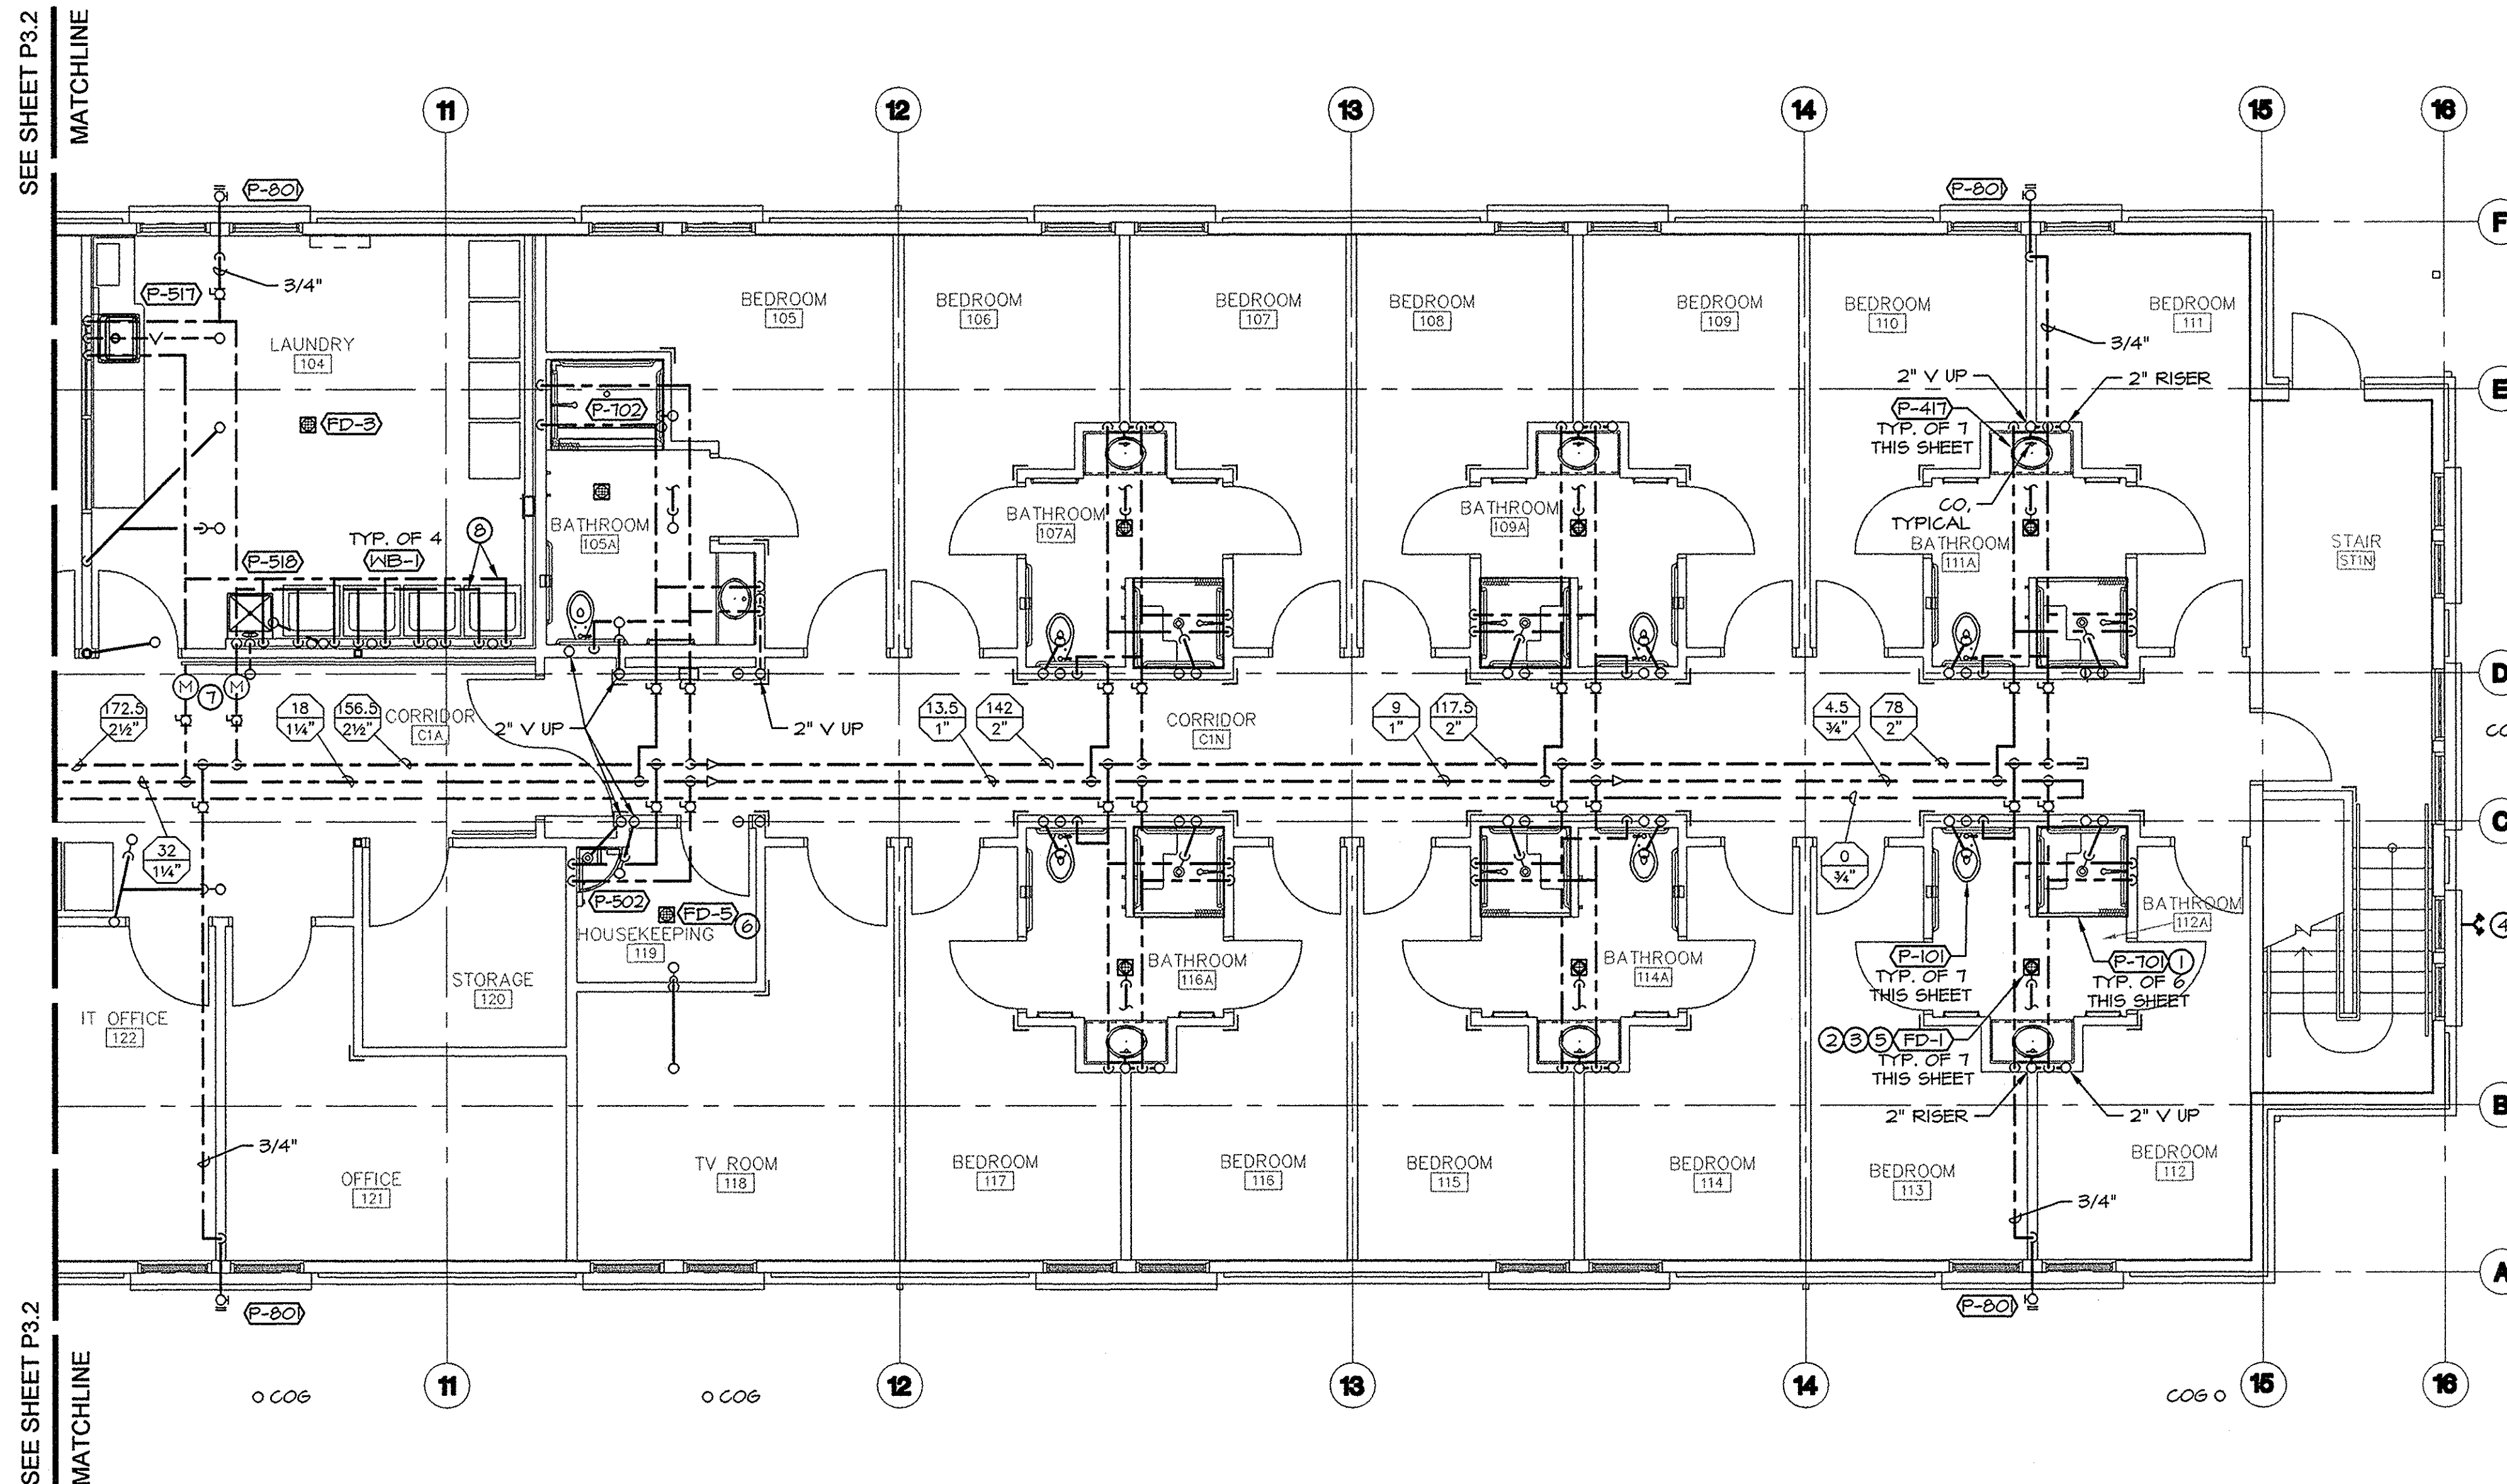 SEE SHEET P3.2
MATCHLINE
11
12
13
14
15
16
P-801
P-801
F
P-517
3/4"
LAUNDRY
104
BEDROOM
105
BEDROOM
106
BEDROOM
107
BEDROOM
108
BEDROOM
109
BEDROOM
110
BEDROOM
111
3/4"
E
FD-3
P-702
2" V UP
2" RISER
P-417
TYP. OF 7
THIS SHEET
CO,
TYPICAL
BATHROOM
105A
BATHROOM
107A
BATHROOM
109A
BATHROOM
111A
STAIR
ST1N
TYP. OF 4
8
P-518
WB-1
V
D
M
7
M
172.5
2½"
18
1¼"
156.5
2½"
CORRIDOR
C1A
2" V UP
2" V UP
13.5
1"
142
2"
CORRIDOR
C1N
9
1"
117.5
2"
4.5
¾"
78
2"
CO
C
32
1¼"
0
¾"
P-502
FD-5
6
HOUSEKEEPING
119
STORAGE
120
IT OFFICE
122
BATHROOM
116A
BATHROOM
114A
BATHROOM
112A
4
P-101
TYP. OF 7
THIS SHEET
P-701
1
TYP. OF 6
THIS SHEET
2 3 5 FD-1
TYP. OF 7
THIS SHEET
2" RISER
2" V UP
B
3/4"
OFFICE
121
TV ROOM
118
BEDROOM
117
BEDROOM
116
BEDROOM
115
BEDROOM
114
BEDROOM
113
BEDROOM
112
3/4"
A
P-801
P-801
SEE SHEET P3.2
MATCHLINE
COG
11
COG
12
13
14
COG
15
16